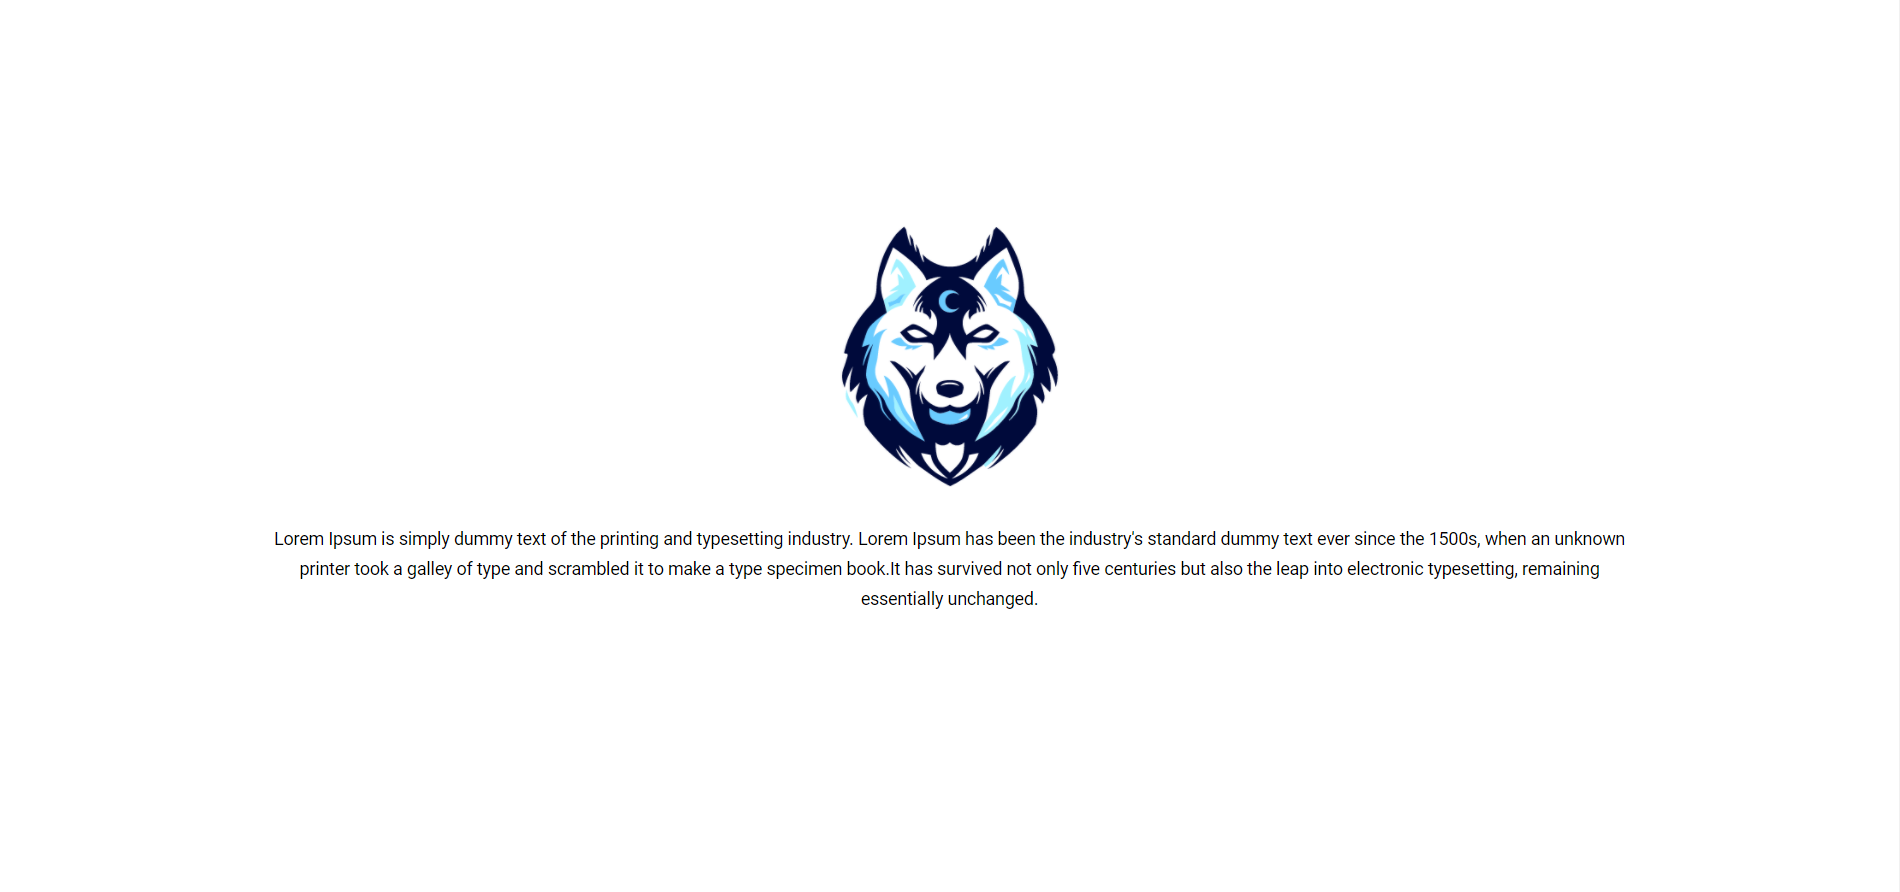 Lorem Ipsum is simply dummy text of the printing and typesetting industry. Lorem Ipsum has been the industry's standard dummy text ever since the 1500s, when an unknown
printer took a galley of type and scrambled it to make a type specimen book.It has survived not only five centuries but also the leap into electronic typesetting, remaining
essentially unchanged.